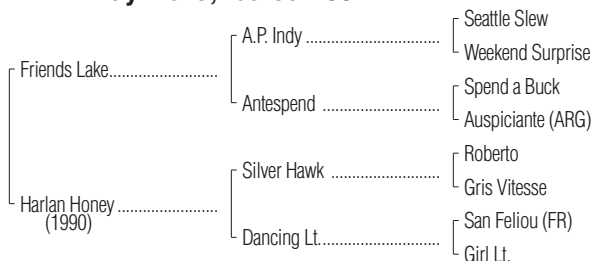 A.P. Indy
Seattle Slew
Weekend Surprise
Friends Lake
Antespend
Spend a Buck
Auspiciante (ARG)
Silver Hawk
Roberto
Gris Vitesse
Harlan Honey
(1990)
Dancing Lt.
San Feliou (FR)
Girl Lt.